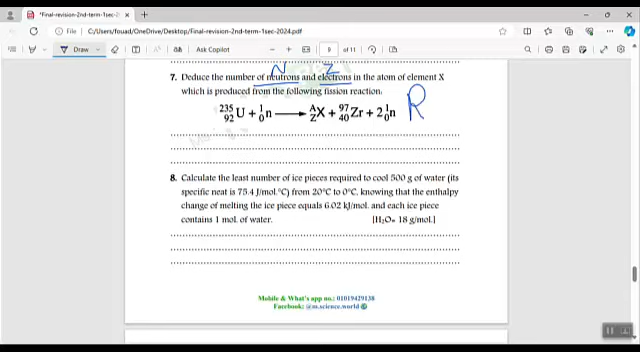 *Final-revision-2nd-term-1sec-2
File C:/Users/fouad/OneDrive/Desktop/Final-revision-2nd-term-1sec-2024.pdf
Draw Ask Copilot 9 of 11
N Z
7. Deduce the number of neutrons and electrons in the atom of element X
which is produced from the following fission reaction:
²³⁵₉₂U + ¹₀n ⟶ ᴬ_ZX + ⁹⁷₄₀Zr + 2¹₀n R
8. Calculate the least number of ice pieces required to cool 500 g of water (its
specific neat is 75.4 J/mol.°C) from 20°C to 0°C, knowing that the enthalpy
change of melting the ice piece equals 6.02 kJ/mol. and each ice piece
contains 1 mol. of water. [H₂O= 18 g/mol.]
Mobile & What's app no.: 01019429138
Facebook: @m.science.world